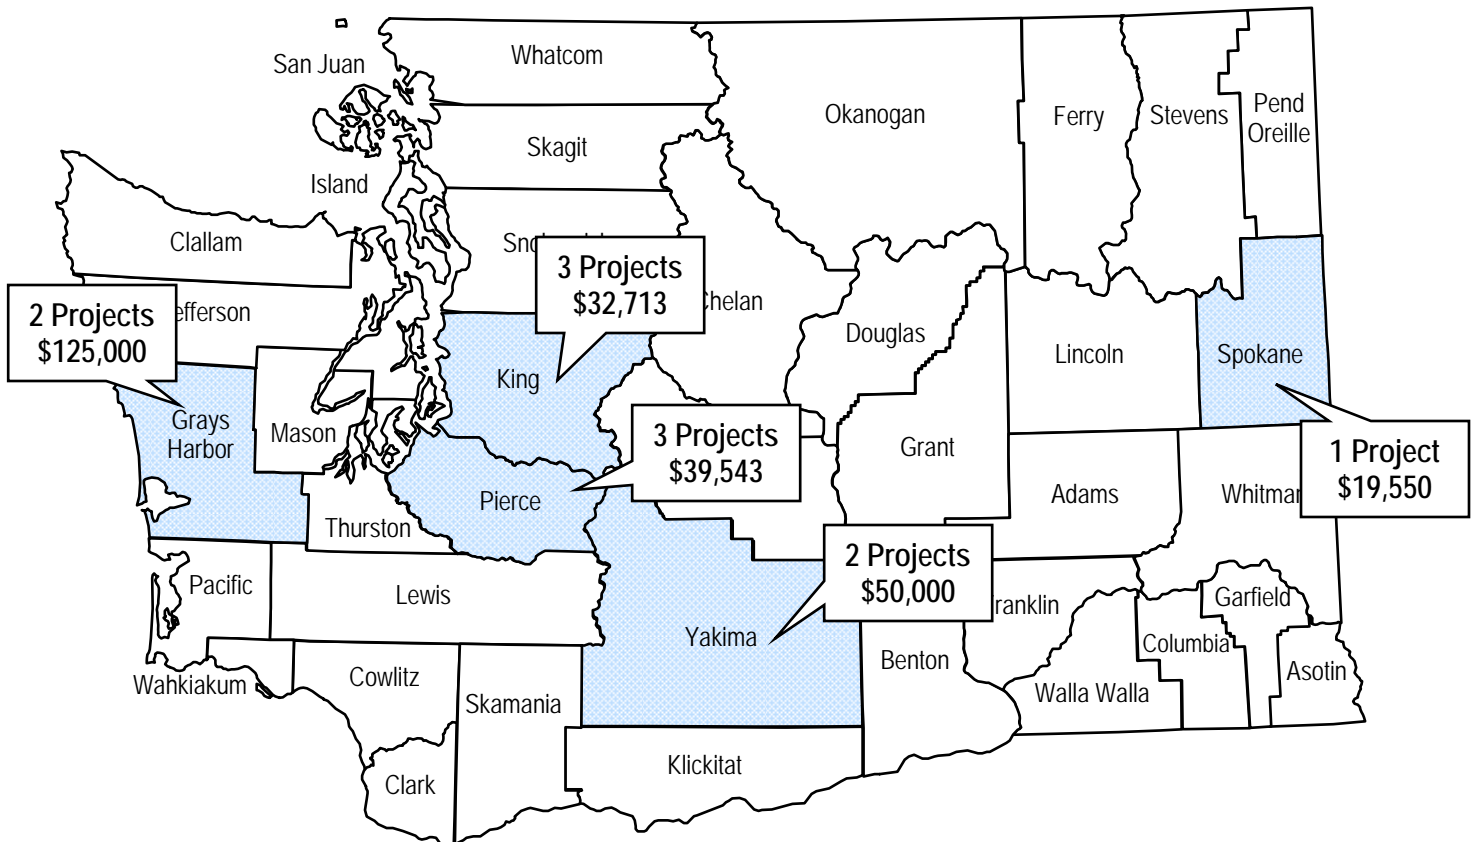 San Juan
Whatcom
Okanogan
Ferry
Stevens
Pend
Oreille
Skagit
Island
Clallam
3 Projects
$32,713
Chelan
2 Projects
$125,000
efferson
Douglas
Lincoln
Spokane
King
Grays
Harbor
Mason
3 Projects
$39,543
Grant
1 Project
$19,550
Pierce
Adams
Whitman
Thurston
2 Projects
$50,000
Pacific
Lewis
ranklin
Garfield
Yakima
Columbia
Benton
Asotin
Wahkiakum
Cowlitz
Skamania
Walla Walla
Klickitat
Clark